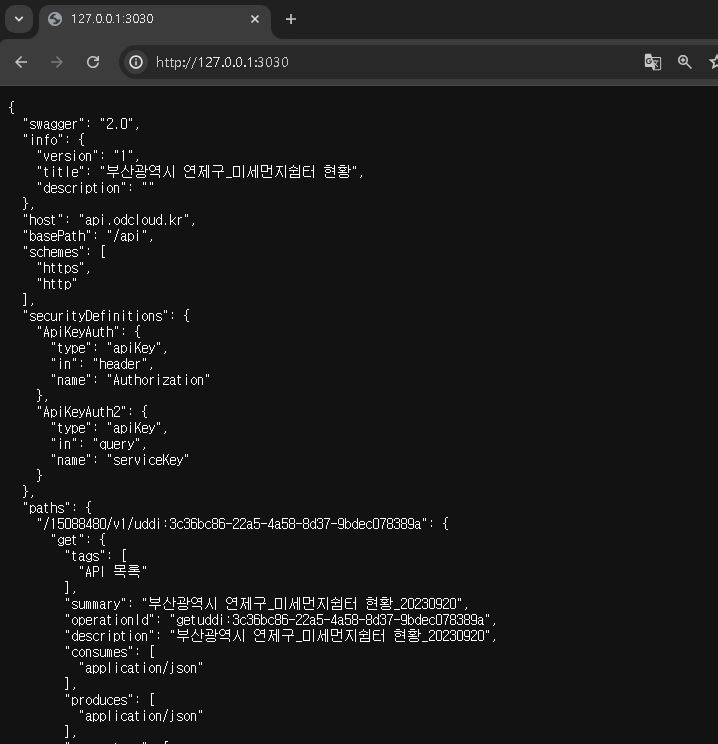 127.0.0.1:3030
http://127.0.0.1:3030
{
"swagger": "2.0",
"info": {
"version": "1",
"title": "부산광역시 연제구_미세먼지쉼터 현황",
"description": ""
},
"host": "api.odcloud.kr",
"basePath": "/api",
"schemes": [
"https",
"http"
],
"securityDefinitions": {
"ApiKeyAuth": {
"type": "apiKey",
"in": "header",
"name": "Authorization"
},
"ApiKeyAuth2": {
"type": "apiKey",
"in": "query",
"name": "serviceKey"
}
},
"paths": {
"/15088480/v1/uddi:3c36bc86-22a5-4a58-8d37-9bdec078389a": {
"get": {
"tags": [
"API 목록"
],
"summary": "부산광역시 연제구_미세먼지쉼터 현황_20230920",
"operationId": "getuddi:3c36bc86-22a5-4a58-8d37-9bdec078389a",
"description": "부산광역시 연제구_미세먼지쉼터 현황_20230920",
"consumes": [
"application/json"
],
"produces": [
"application/json"
],